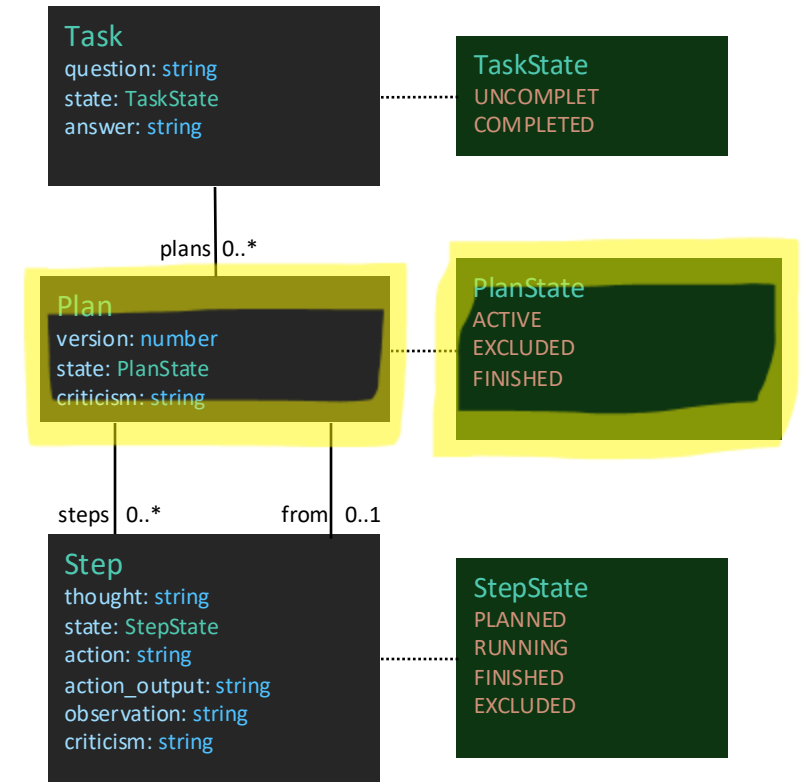 Task
question: string
state: TaskState
answer: string
TaskState
UNCOMPLET
COMPLETED
plans 0..*
Plan
version: number
state: PlanState
criticism: string
PlanState
ACTIVE
EXCLUDED
FINISHED
steps 0..*
from 0..1
Step
thought: string
state: StepState
action: string
action_output: string
observation: string
criticism: string
StepState
PLANNED
RUNNING
FINISHED
EXCLUDED